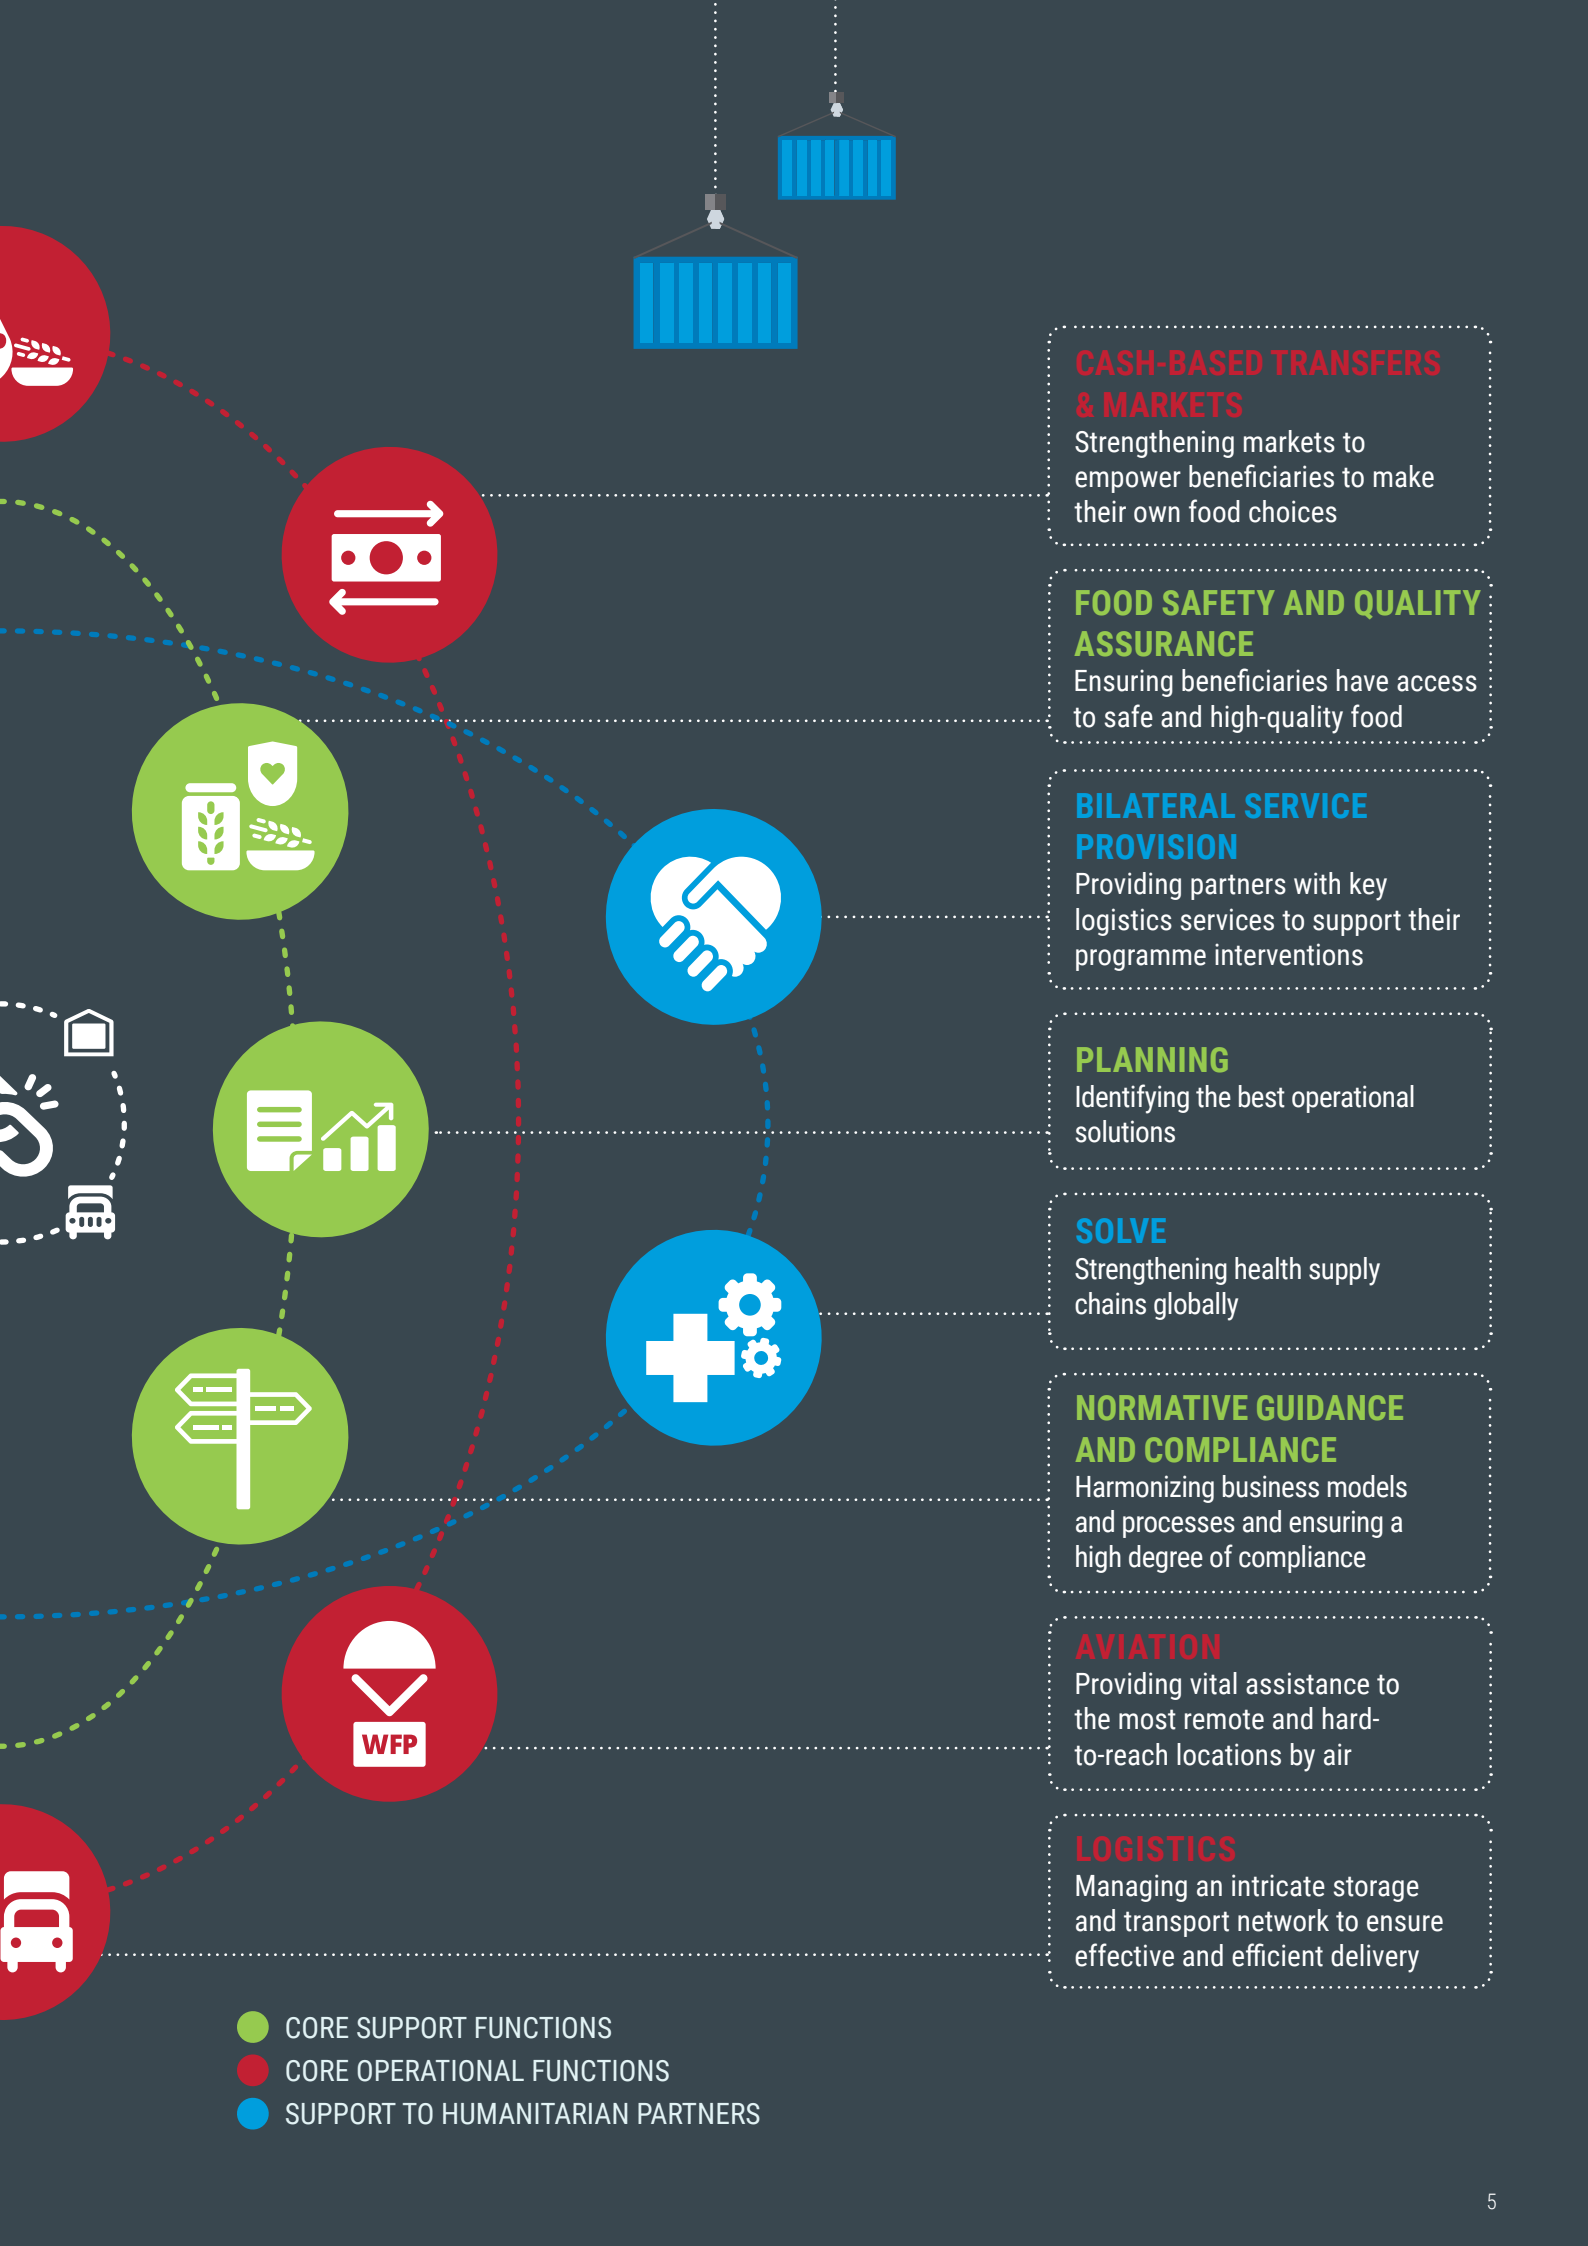 CASH-BASED TRANSFERS
& MARKETS
Strengthening markets to
empower beneficiaries to make
their own food choices
FOOD SAFETY AND QUALITY
ASSURANCE
Ensuring beneficiaries have access
to safe and high-quality food
BILATERAL SERVICE
PROVISION
Providing partners with key
logistics services to support their
programme interventions
PLANNING
Identifying the best operational
solutions
SOLVE
Strengthening health supply
chains globally
NORMATIVE GUIDANCE
AND COMPLIANCE
Harmonizing business models
and processes and ensuring a
high degree of compliance
AVIATION
Providing vital assistance to
the most remote and hard-
to-reach locations by air
WFP
LOGISTICS
Managing an intricate storage
and transport network to ensure
effective and efficient delivery
CORE SUPPORT FUNCTIONS
CORE OPERATIONAL FUNCTIONS
SUPPORT TO HUMANITARIAN PARTNERS
5